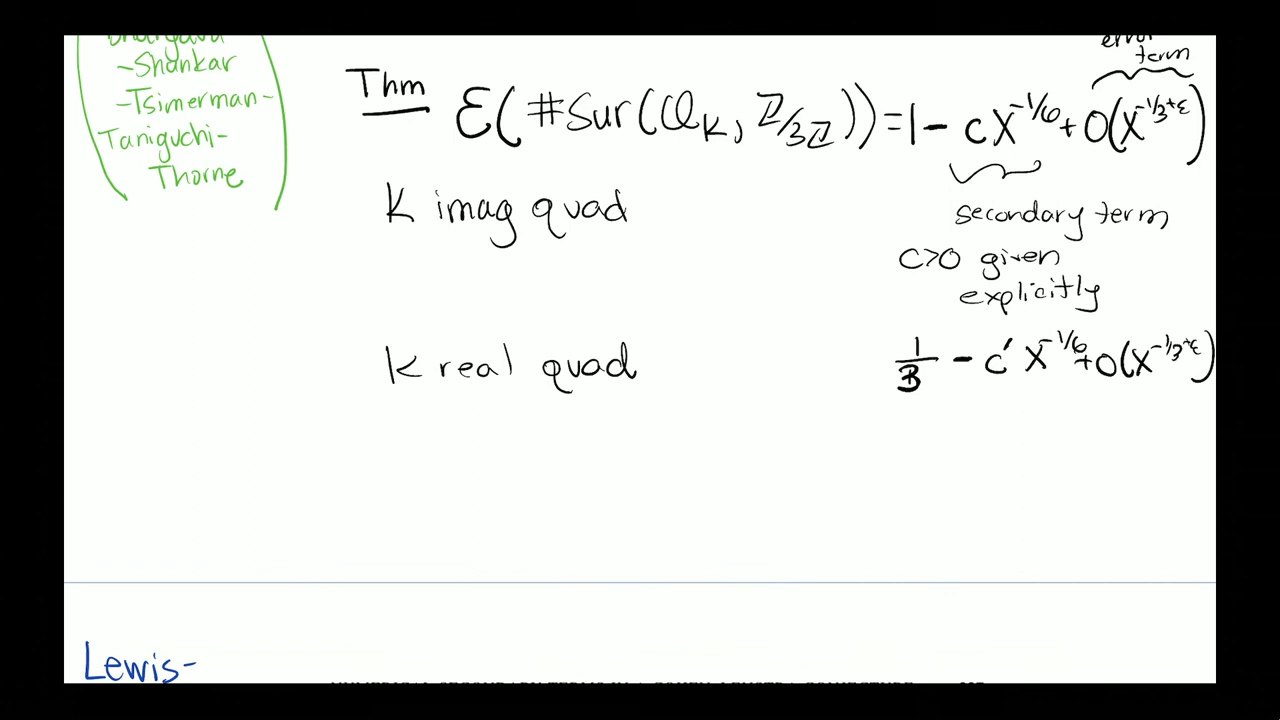 -Shankar
-Tsimerman-
Taniguchi-
Thorne
error
term
Thm ℰ(#Sur(Cl_K, ℤ/3ℤ)) = 1 - cX^{-1/6} + O(X^{-1/3+ε})
K imag quad
secondary term
c>0 given
explicitly
K real quad 1/3 - c' X^{-1/6} + O(X^{-1/3+ε})
Lewis-